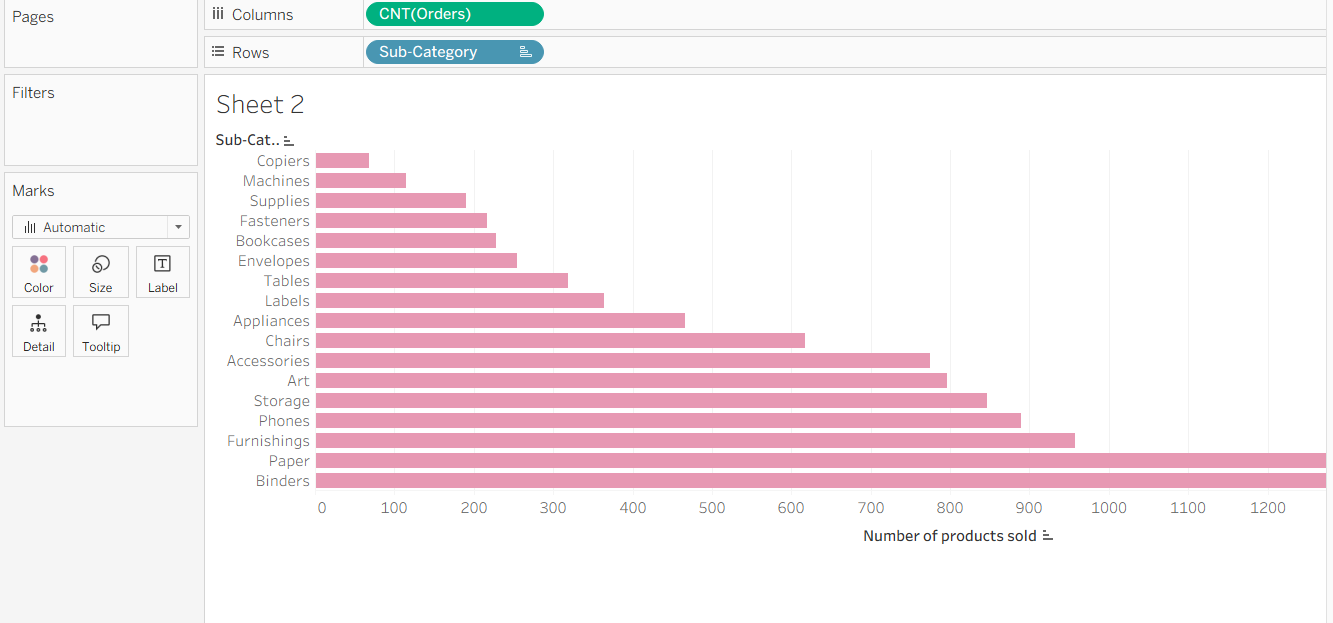 Pages
Columns
CNT(Orders)
Rows
Sub-Category
Filters
Marks
Automatic
Color
Size
Label
Detail
Tooltip
Sheet 2
Sub-Cat..
Copiers
Machines
Supplies
Fasteners
Bookcases
Envelopes
Tables
Labels
Appliances
Chairs
Accessories
Art
Storage
Phones
Furnishings
Paper
Binders
0 100 200 300 400 500 600 700 800 900 1000 1100 1200
Number of products sold